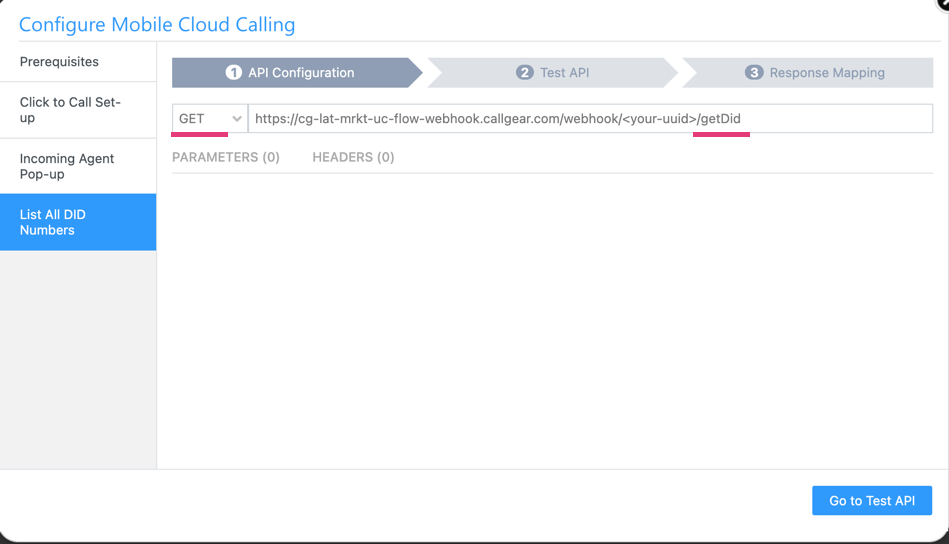 Configure Mobile Cloud Calling
Prerequisites
Click to Call Set-
up
Incoming Agent
Pop-up
List All DID
Numbers
1 API Configuration
2 Test API
3 Response Mapping
GET
https://cg-lat-mrkt-uc-flow-webhook.callgear.com/webhook/<your-uuid>/getDid
PARAMETERS (0)
HEADERS (0)
Go to Test API